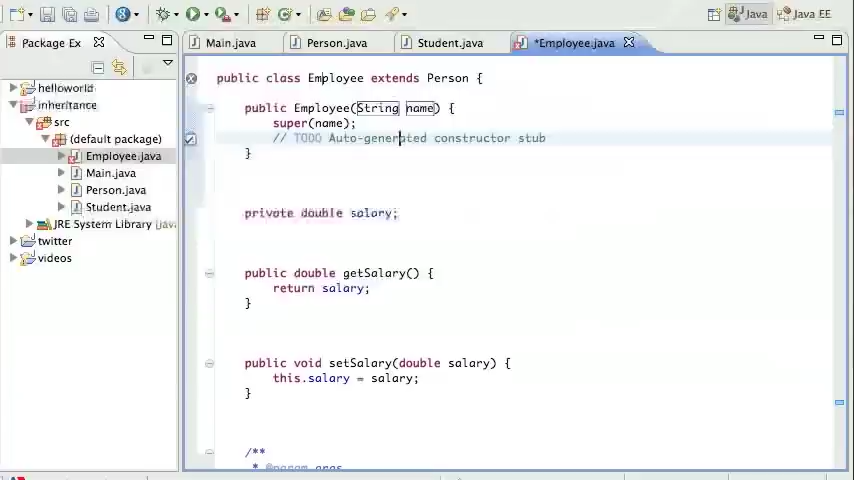 Java
Java EE
Package Ex
Main.java
Person.java
Student.java
*Employee.java
helloworld
inheritance
src
(default package)
Employee.java
Main.java
Person.java
Student.java
JRE System Library [java
twitter
videos
public class Employee extends Person {
public Employee(String name) {
super(name);
// TODO Auto-generated constructor stub
}
private double salary;
public double getSalary() {
return salary;
}
public void setSalary(double salary) {
this.salary = salary;
}
/**
* @param args